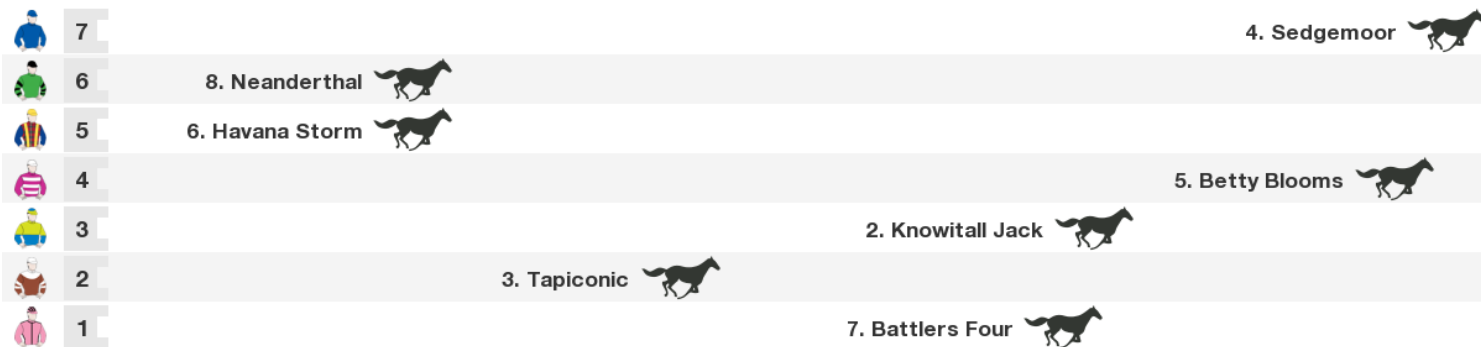 7 4. Sedgemoor
6 8. Neanderthal
5 6. Havana Storm
4 5. Betty Blooms
3 2. Knowitall Jack
2 3. Tapiconic
1 7. Battlers Four